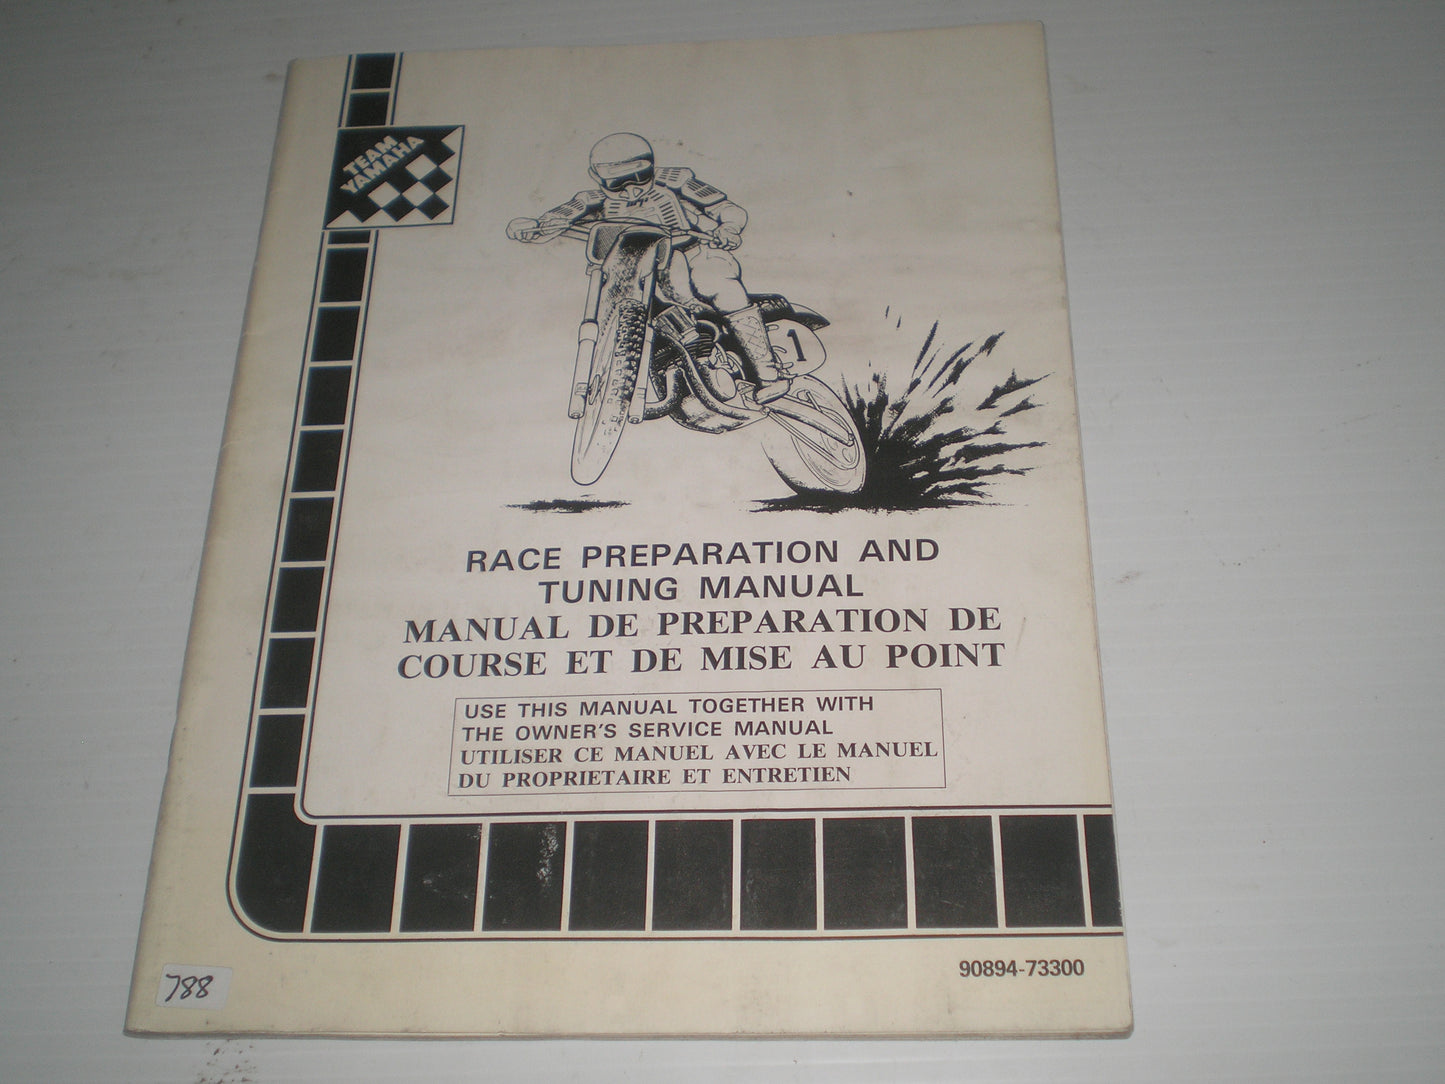 TEAM
YAMAHA
1
RACE PREPARATION AND
TUNING MANUAL
MANUAL DE PREPARATION DE
COURSE ET DE MISE AU POINT
USE THIS MANUAL TOGETHER WITH
THE OWNER'S SERVICE MANUAL
UTILISER CE MANUEL AVEC LE MANUEL
DU PROPRIETAIRE ET ENTRETIEN
90894-73300
788